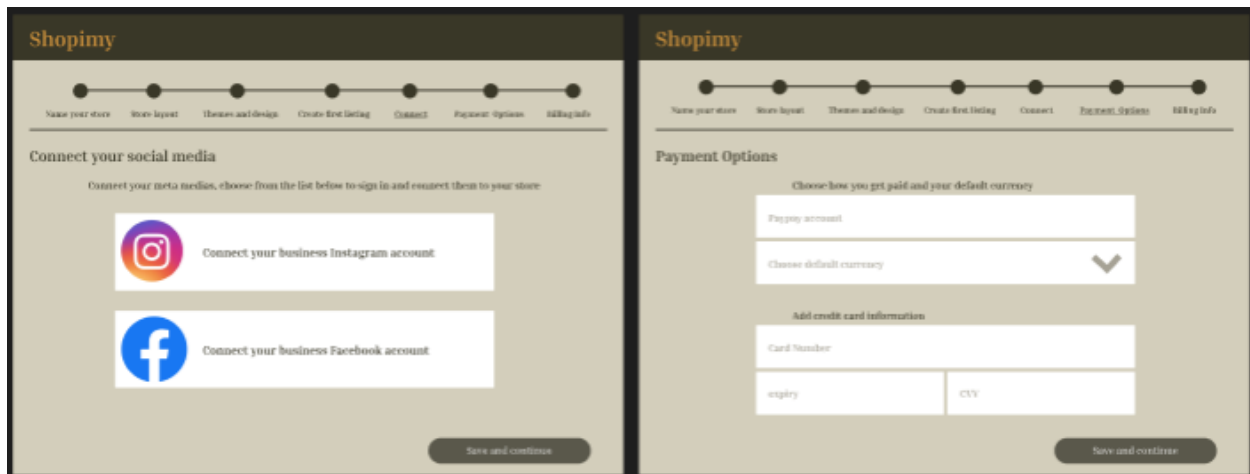 Shopimy
Name your store Store layout Themes and design Create first listing Connect Payment Options Billing info
Connect your social media
Connect your meta medias, choose from the list below to sign in and connect them to your store
Connect your business Instagram account
Connect your business Facebook account
Save and continue
Shopimy
Name your store Store layout Themes and design Create first listing Connect Payment Options Billing info
Payment Options
Choose how you get paid and your default currency
account
Choose default currency
Add credit card information
Card Number
expiry CVV
Save and continue